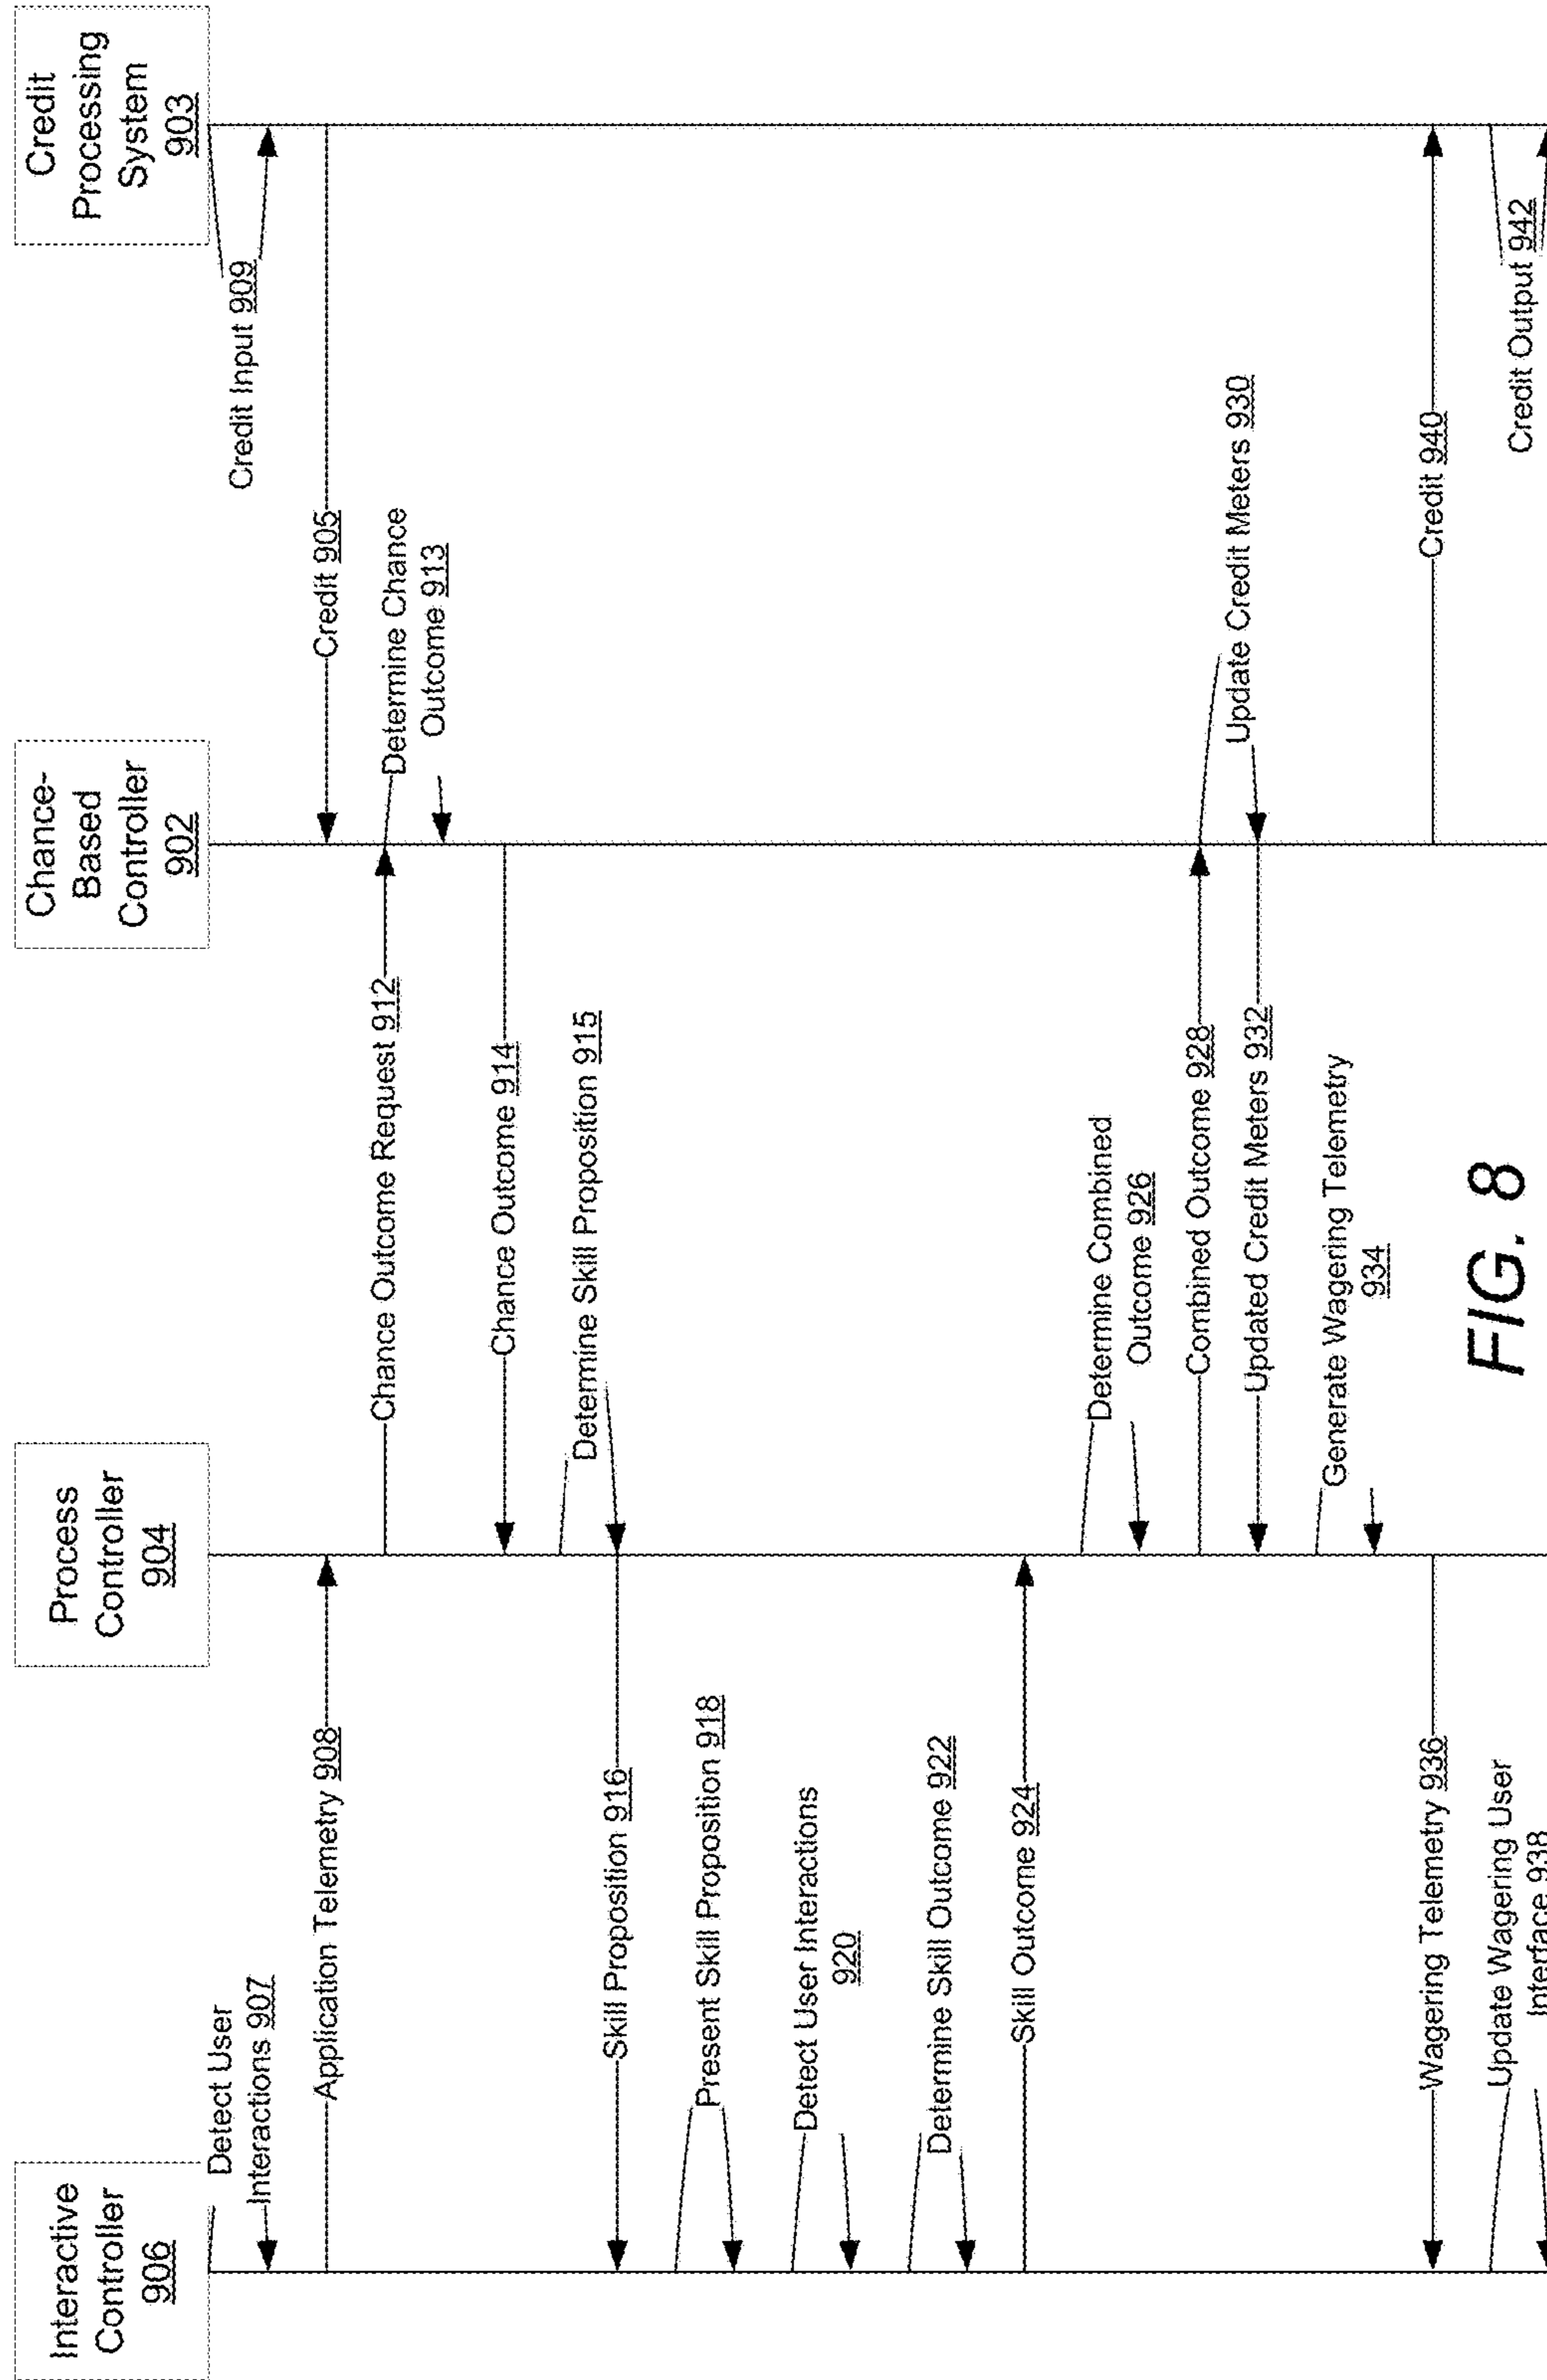 Interactive
Controller
906
Process
Controller
904
Chance-
Based
Controller
902
Credit
Processing
System
903
Detect User
Interactions 907
Credit Input 909
Application Telemetry 908
Credit 905
Chance Outcome Request 912
Determine Chance
Outcome 913
Chance Outcome 914
Determine Skill Proposition 915
Skill Proposition 916
Present Skill Proposition 918
Detect User Interactions
920
Determine Skill Outcome 922
Skill Outcome 924
Determine Combined
Outcome 926
Combined Outcome 928
Update Credit Meters 930
Updated Credit Meters 932
Generate Wagering Telemetry
934
Wagering Telemetry 936
Credit 940
Update Wagering User
Interface 938
Credit Output 942
FIG. 8